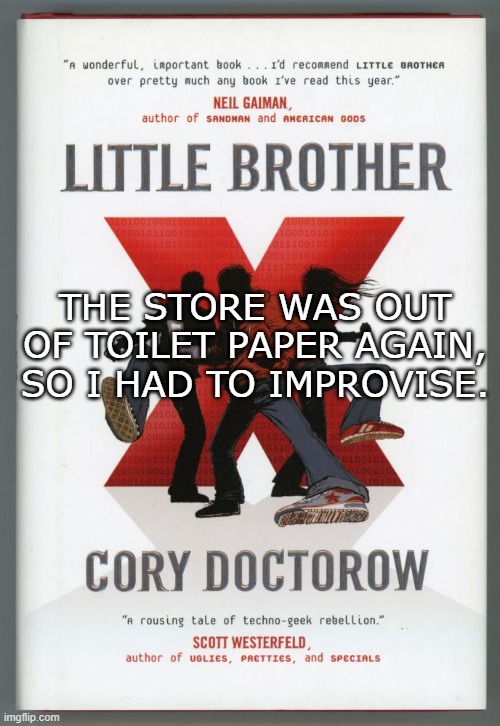 "A wonderful, important book ...I'd recommend LITTLE BROTHER
over pretty much any book I've read this year."
NEIL GAIMAN,
author of SANDMAN and AMERICAN GODS
LITTLE BROTHER
THE STORE WAS OUT
OF TOILET PAPER AGAIN,
SO I HAD TO IMPROVISE.
CORY DOCTOROW
"A rousing tale of techno-geek rebellion."
SCOTT WESTERFELD,
author of UGLIES, PRETTIES, and SPECIALS
imgflip.com